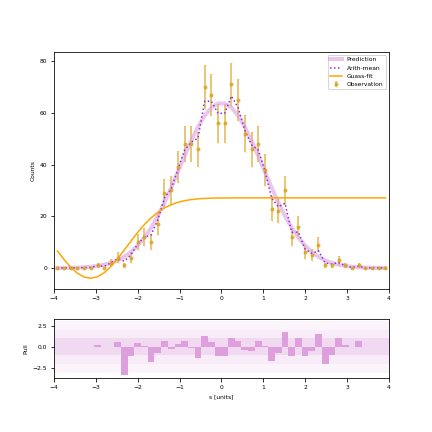 80
60
40
20
0
Counts
Prediction
Arith-mean
Guass-fit
Observation
−4 −3 −2 −1 0 1 2 3 4
2.5
0.0
−2.5
Pull
−4 −3 −2 −1 0 1 2 3 4
s [units]